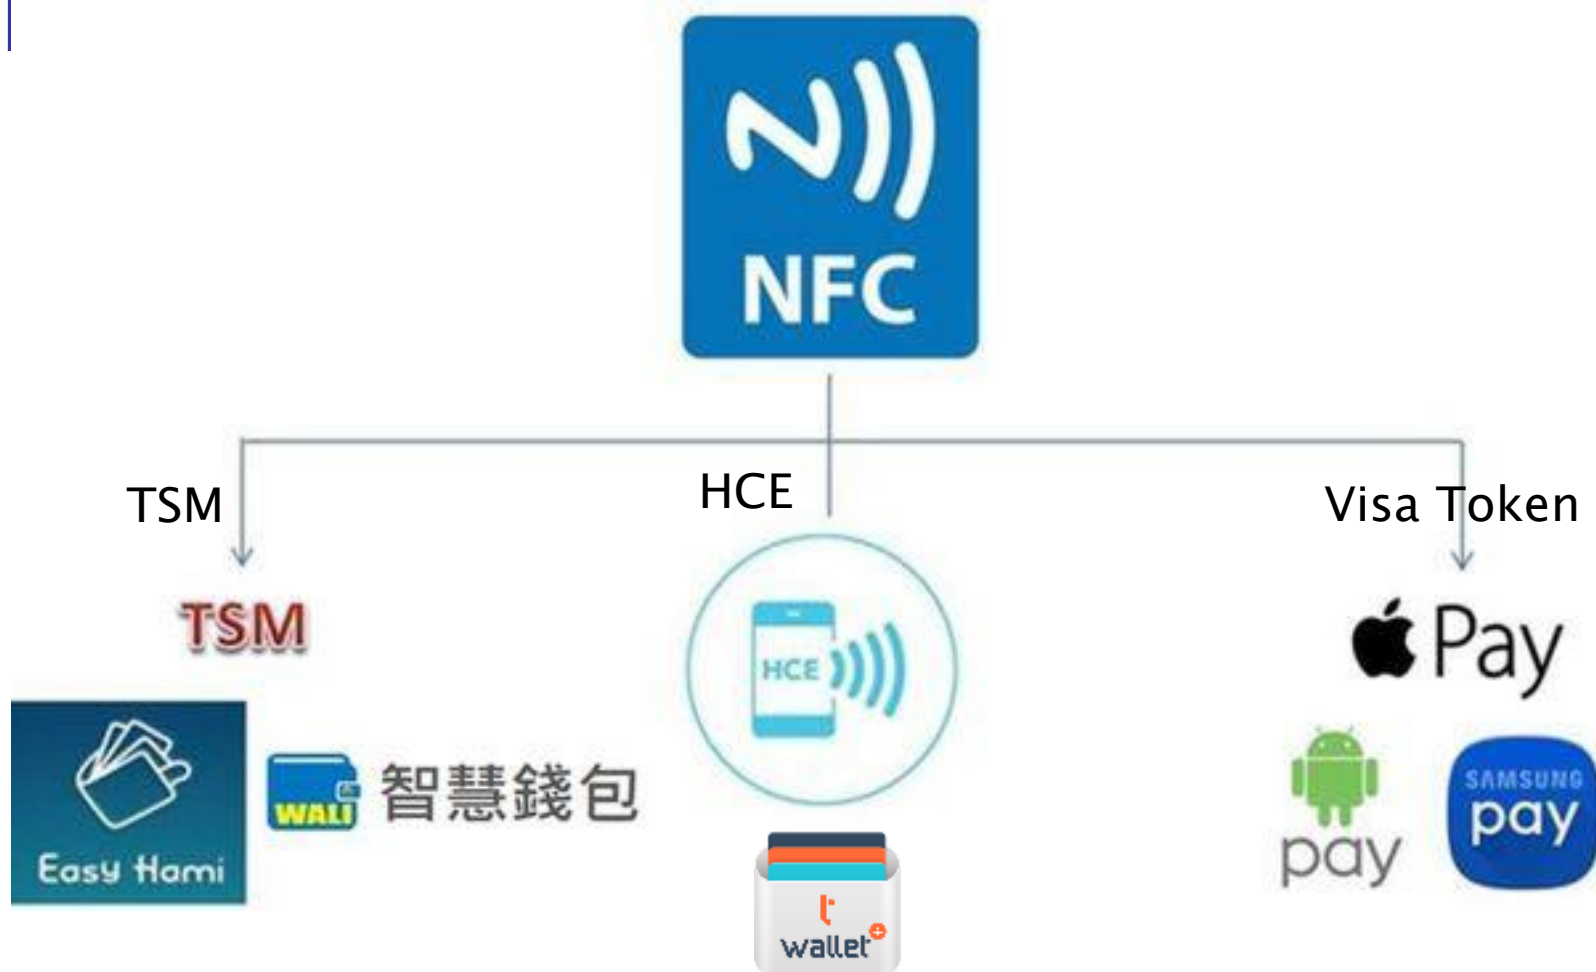 NFC
TSM
HCE
Visa Token
TSM
HCE
Pay
Easy Hami
WALI 智慧錢包
pay
SAMSUNG
pay
t
wallet+